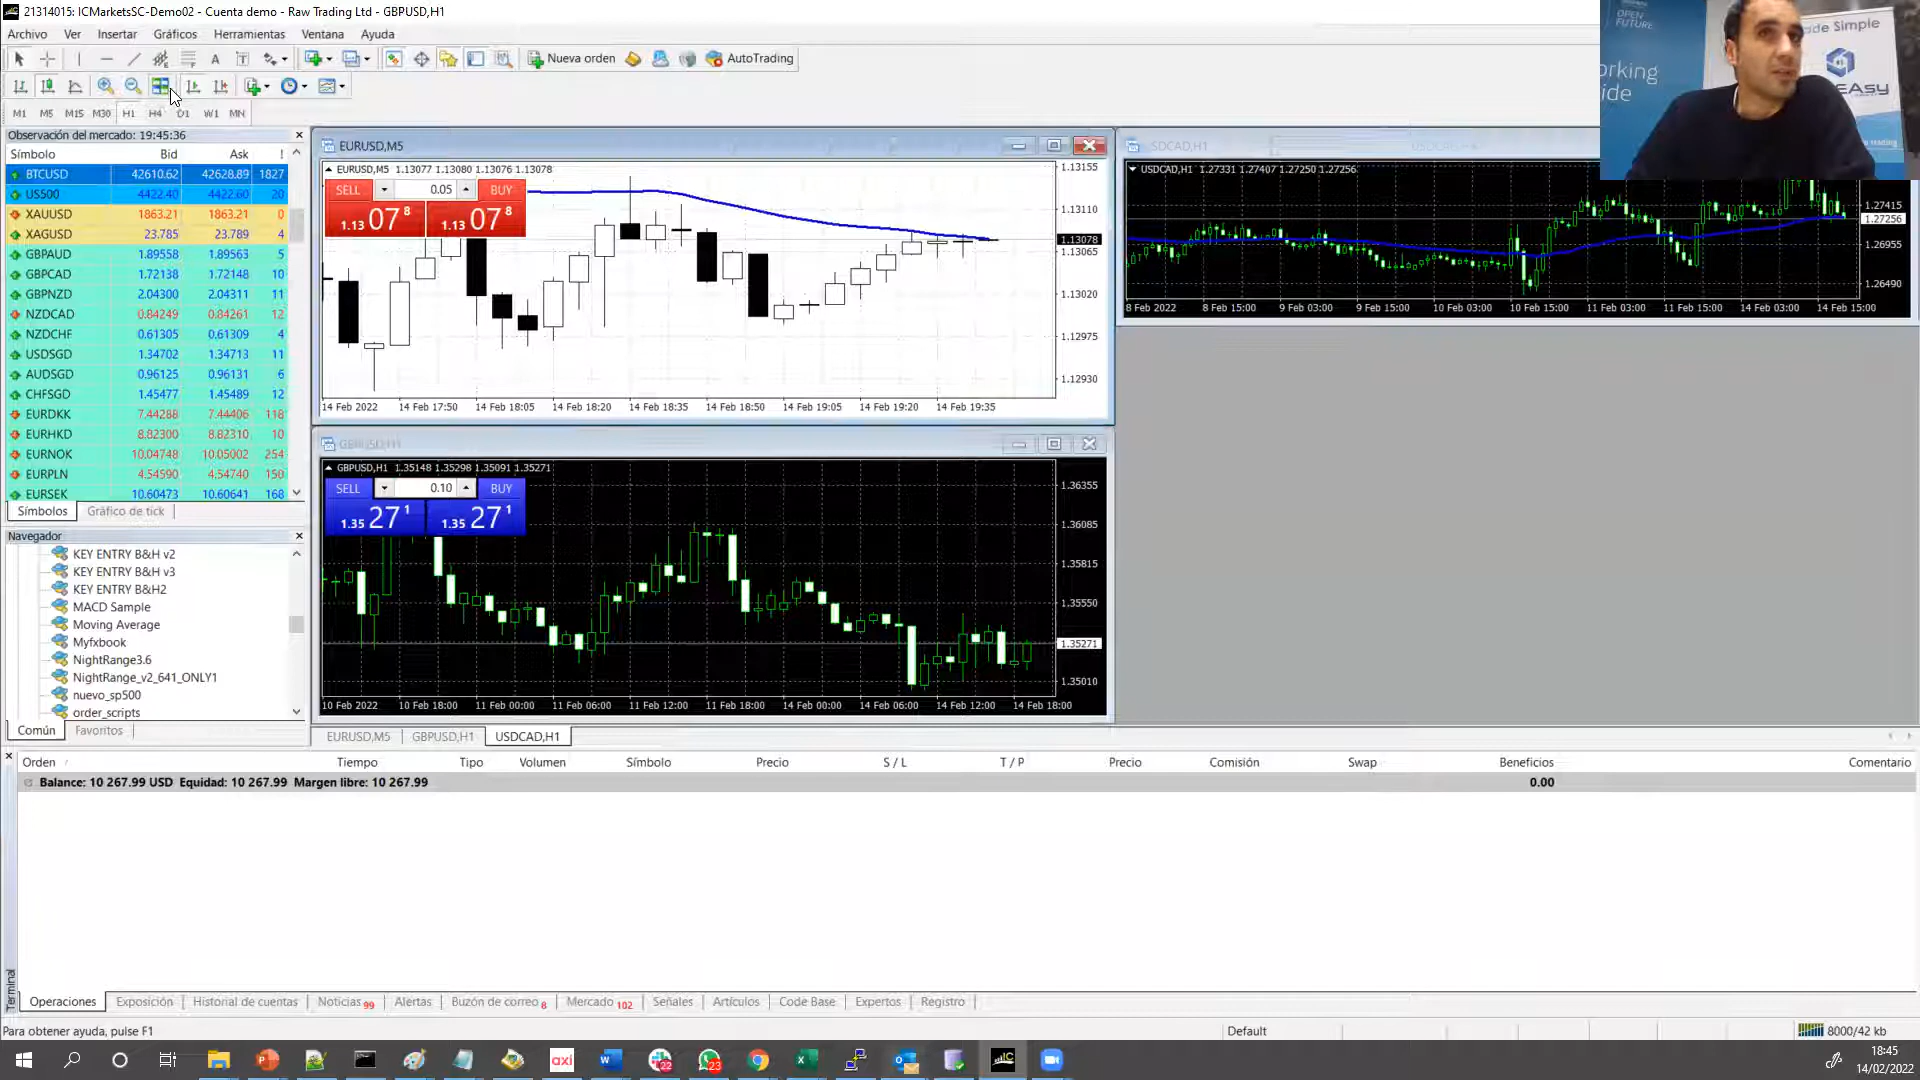 21314015: ICMarketsSC-Demo02 - Cuenta demo - Raw Trading Ltd - GBPUSD,H1
Archivo Ver Insertar Gráficos Herramientas Ventana Ayuda
Nueva orden AutoTrading
M1 M5 M15 M30 H1 H4 D1 W1 MN
Observación del mercado: 19:45:36
Símbolo Bid Ask !
BTCUSD 42610.62 42628.89 1827
US500 4422.40 4422.60 20
XAUUSD 1863.21 1863.21 0
XAGUSD 23.785 23.789 4
GBPAUD 1.89558 1.89563 5
GBPCAD 1.72138 1.72148 10
GBPNZD 2.04300 2.04311 11
NZDCAD 0.84249 0.84261 12
NZDCHF 0.61305 0.61309 4
USDSGD 1.34702 1.34713 11
AUDSGD 0.96125 0.96131 6
CHFSGD 1.45477 1.45489 12
EURDKK 7.44288 7.44406 118
EURHKD 8.82300 8.82310 10
EURNOK 10.04748 10.05002 254
EURPLN 4.54590 4.54740 150
EURSEK 10.60473 10.60641 168
Símbolos Gráfico de tick
Navegador
KEY ENTRY B&H v2
KEY ENTRY B&H v3
KEY ENTRY B&H2
MACD Sample
Moving Average
Myfxbook
NightRange3.6
NightRange_v2_641_ONLY1
nuevo_sp500
order_scripts
Común Favoritos
EURUSD,M5
EURUSD,M5 1.13077 1.13080 1.13076 1.13078
SELL 0.05 BUY
1.13 07 8 1.13 07 8
1.13155
1.13110
1.13078
1.13065
1.13020
1.12975
1.12930
14 Feb 2022 14 Feb 17:50 14 Feb 18:05 14 Feb 18:20 14 Feb 18:35 14 Feb 18:50 14 Feb 19:05 14 Feb 19:20 14 Feb 19:35
GBPUSD,H1
GBPUSD,H1 1.35148 1.35298 1.35091 1.35271
SELL 0.10 BUY
1.35 27 1 1.35 27 1
1.36355
1.36085
1.35815
1.35550
1.35271
1.35010
10 Feb 2022 10 Feb 18:00 11 Feb 00:00 11 Feb 06:00 11 Feb 12:00 11 Feb 18:00 14 Feb 00:00 14 Feb 06:00 14 Feb 12:00 14 Feb 18:00
SDCAD,H1
USDCAD,H1 1.27331 1.27407 1.27250 1.27256
1.27415
1.27256
1.26955
1.26490
8 Feb 2022 8 Feb 15:00 9 Feb 03:00 9 Feb 15:00 10 Feb 03:00 10 Feb 15:00 11 Feb 03:00 11 Feb 15:00 14 Feb 03:00 14 Feb 15:00
OPEN
FUTURE
orking
ide
de Simple
EASY
trading
EURUSD,M5 GBPUSD,H1 USDCAD,H1
Orden / Tiempo Tipo Volumen Símbolo Precio S / L T / P Precio Comisión Swap Beneficios Comentario
Balance: 10 267.99 USD Equidad: 10 267.99 Margen libre: 10 267.99 0.00
Terminal
Operaciones Exposición Historial de cuentas Noticias 99 Alertas Buzón de correo 8 Mercado 102 Señales Artículos Code Base Expertos Registro
Para obtener ayuda, pulse F1 Default 8000/42 kb
axi 22 23 IC
18:45
14/02/2022